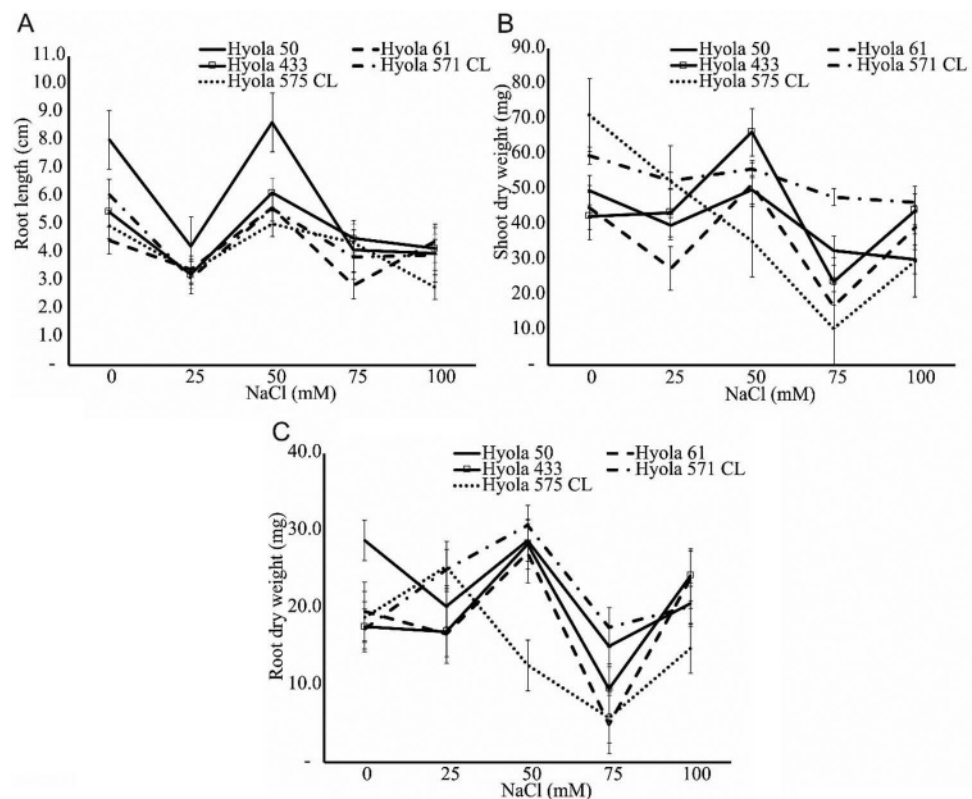 A
Root length (cm)
11.0
10.0
9.0
8.0
7.0
6.0
5.0
4.0
3.0
2.0
1.0
-
Hyola 50 Hyola 61
Hyola 433 Hyola 571 CL
Hyola 575 CL
0 25 50 75 100
NaCl (mM)
B
Shoot dry weight (mg)
90.0
80.0
70.0
60.0
50.0
40.0
30.0
20.0
10.0
-
Hyola 50 Hyola 61
Hyola 433 Hyola 571 CL
Hyola 575 CL
0 25 50 75 100
NaCl (mM)
C
Root dry weight (mg)
40.0
30.0
20.0
10.0
-
Hyola 50 Hyola 61
Hyola 433 Hyola 571 CL
Hyola 575 CL
0 25 50 75 100
NaCl (mM)